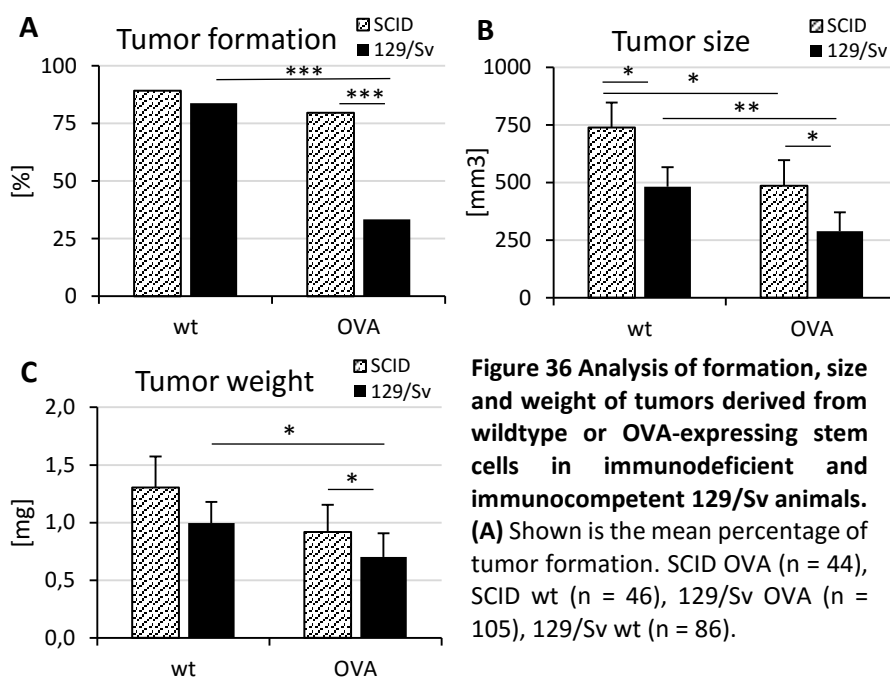 A
Tumor formation
SCID
129/Sv
[%]
100
75
50
25
0
***
***
wt
OVA
B
Tumor size
SCID
129/Sv
[mm3]
1000
750
500
250
0
*
*
**
*
wt
OVA
C
Tumor weight
SCID
129/Sv
[mg]
2,0
1,5
1,0
0,5
0,0
*
*
wt
OVA
Figure 36 Analysis of formation, size
and weight of tumors derived from
wildtype or OVA-expressing stem
cells in immunodeficient and
immunocompetent 129/Sv animals.
(A) Shown is the mean percentage of
tumor formation. SCID OVA (n = 44),
SCID wt (n = 46), 129/Sv OVA (n =
105), 129/Sv wt (n = 86).